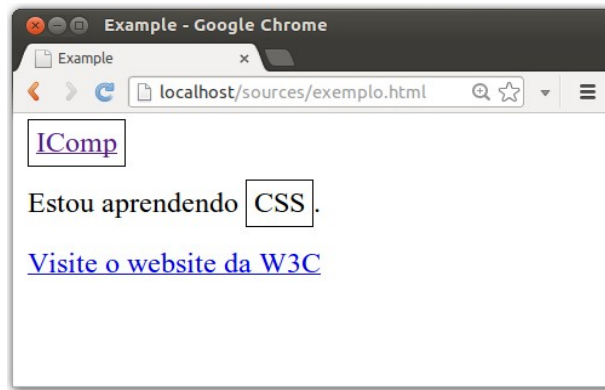 Example - Google Chrome
Example
localhost/sources/exemplo.html
IComp
Estou aprendendo CSS.
Visite o website da W3C